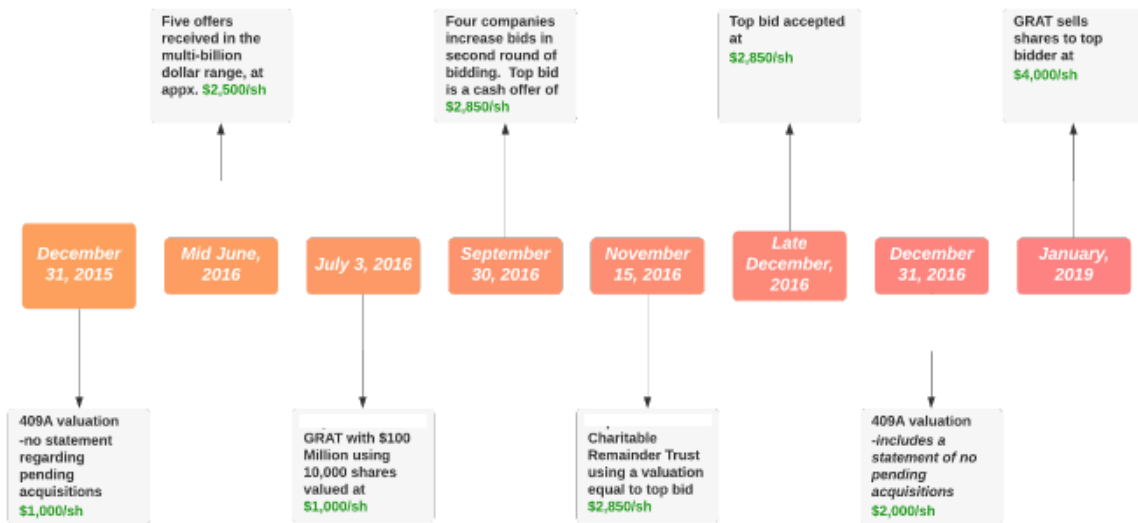 Five offers
received in the
multi-billion
dollar range, at
appx. $2,500/sh
Four companies
increase bids in
second round of
bidding. Top bid
is a cash offer of
$2,850/sh
Top bid accepted
at
$2,850/sh
GRAT sells
shares to top
bidder at
$4,000/sh
December
31, 2015
Mid June,
2016
July 3, 2016
September
30, 2016
November
15, 2016
Late
December,
2016
December
31, 2016
January,
2019
409A valuation
-no statement
regarding
pending
acquisitions
$1,000/sh
GRAT with $100
Million using
10,000 shares
valued at
$1,000/sh
Charitable
Remainder Trust
using a valuation
equal to top bid
$2,850/sh
409A valuation
-includes a
statement of no
pending
acquisitions
$2,000/sh